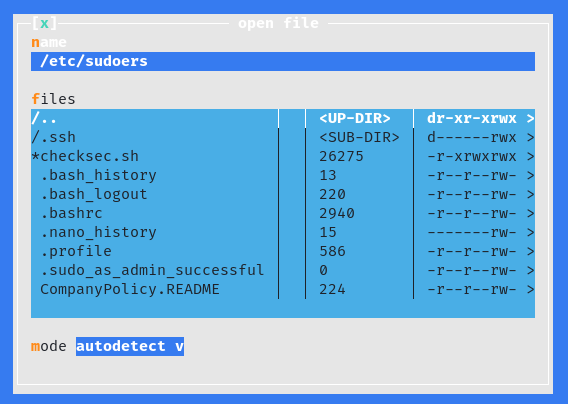 [x] open file
name
/etc/sudoers
files
/.. <UP-DIR> dr-xr-xrwx >
/.ssh <SUB-DIR> d------rwx >
*checksec.sh 26275 -r-xrwxrwx >
.bash_history 13 -r--r--rw- >
.bash_logout 220 -r--r--rw- >
.bashrc 2940 -r--r--rw- >
.nano_history 15 -------rw- >
.profile 586 -r--r--rw- >
.sudo_as_admin_successful 0 -r--r--rw- >
CompanyPolicy.README 224 -r--r--rw- >
mode autodetect v